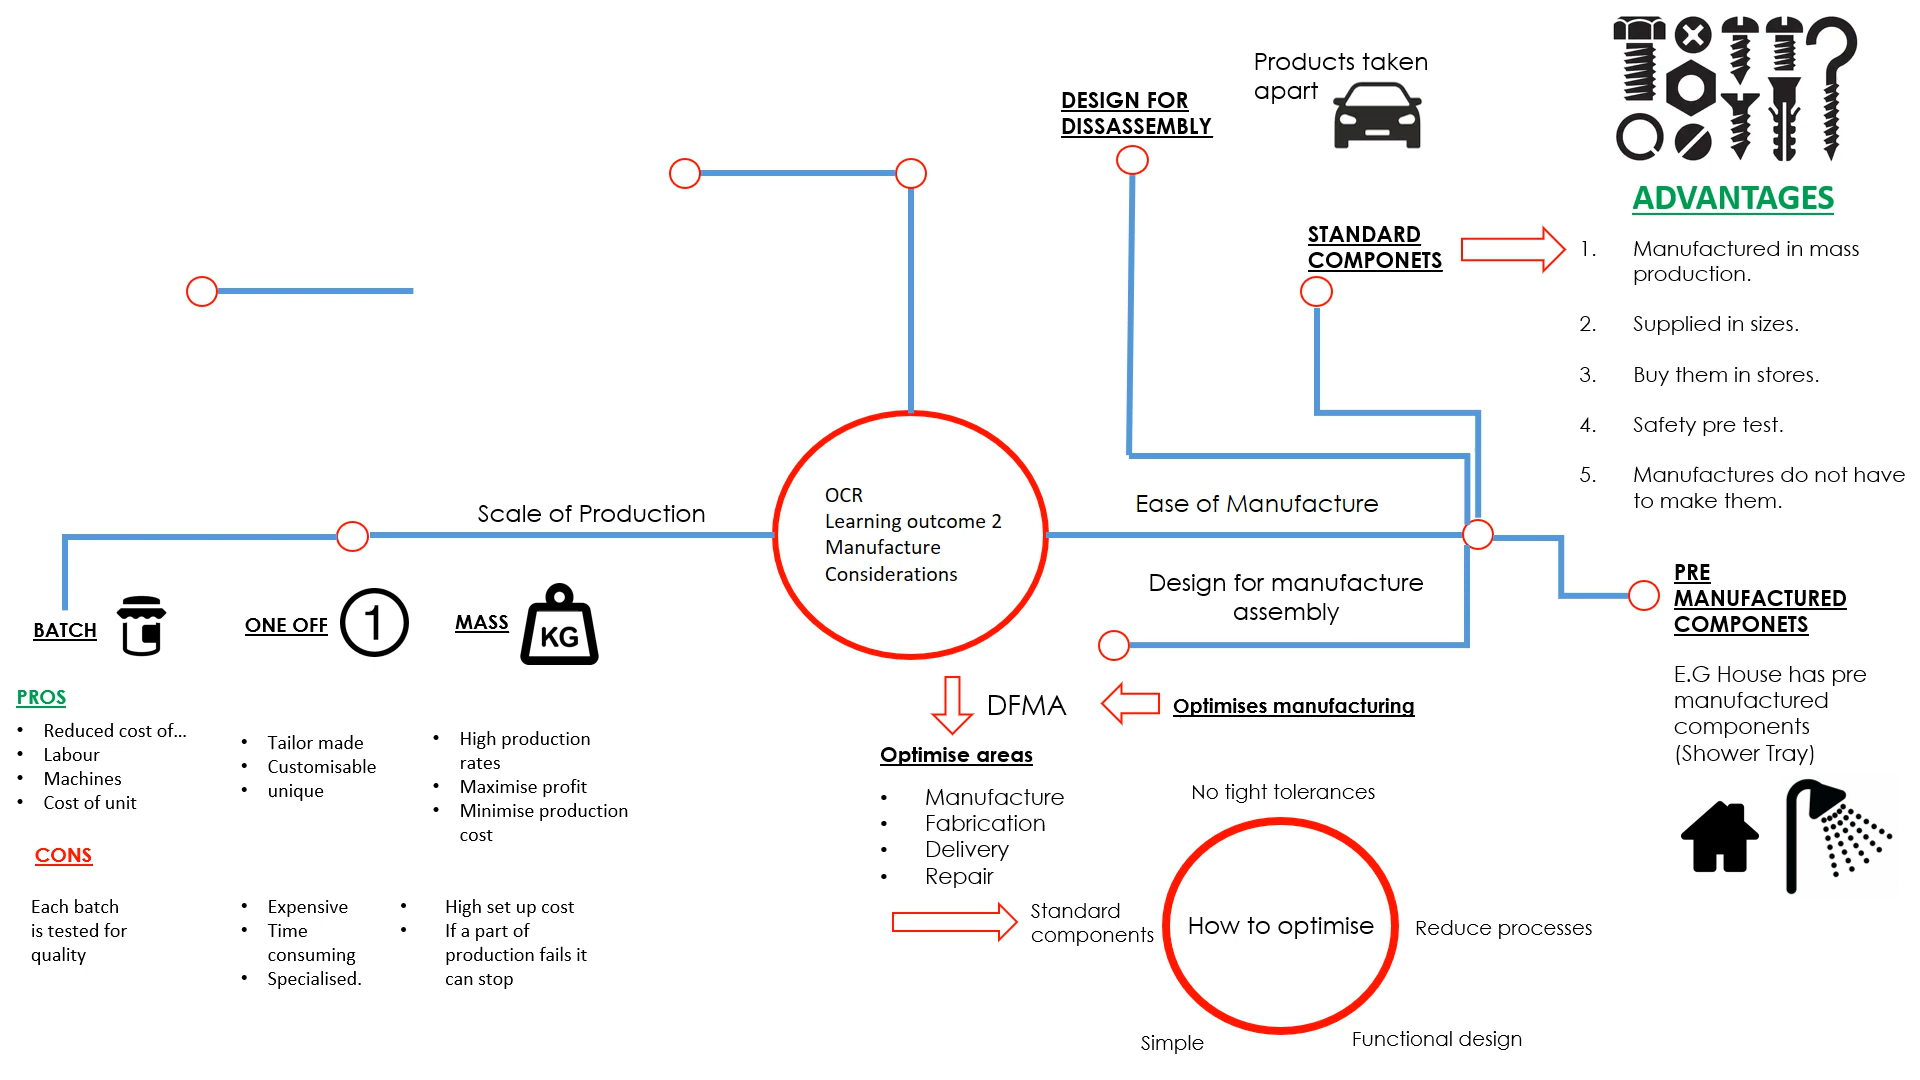 Products taken
apart
DESIGN FOR
DISSASSEMBLY
ADVANTAGES
STANDARD
COMPONETS
1. Manufactured in mass
production.
2. Supplied in sizes.
3. Buy them in stores.
4. Safety pre test.
5. Manufactures do not have
to make them.
OCR
Learning outcome 2
Manufacture
Considerations
Scale of Production
Ease of Manufacture
Design for manufacture
assembly
PRE
MANUFACTURED
COMPONETS
E.G House has pre
manufactured
components
(Shower Tray)
BATCH
ONE OFF
1
MASS
KG
PROS
• Reduced cost of...
• Labour
• Machines
• Cost of unit
• Tailor made
• Customisable
• unique
• High production
rates
• Maximise profit
• Minimise production
cost
CONS
Each batch
is tested for
quality
• Expensive
• Time
consuming
• Specialised.
• High set up cost
• If a part of
production fails it
can stop
DFMA
Optimises manufacturing
Optimise areas
• Manufacture
• Fabrication
• Delivery
• Repair
No tight tolerances
Standard
components
How to optimise
Reduce processes
Simple
Functional design